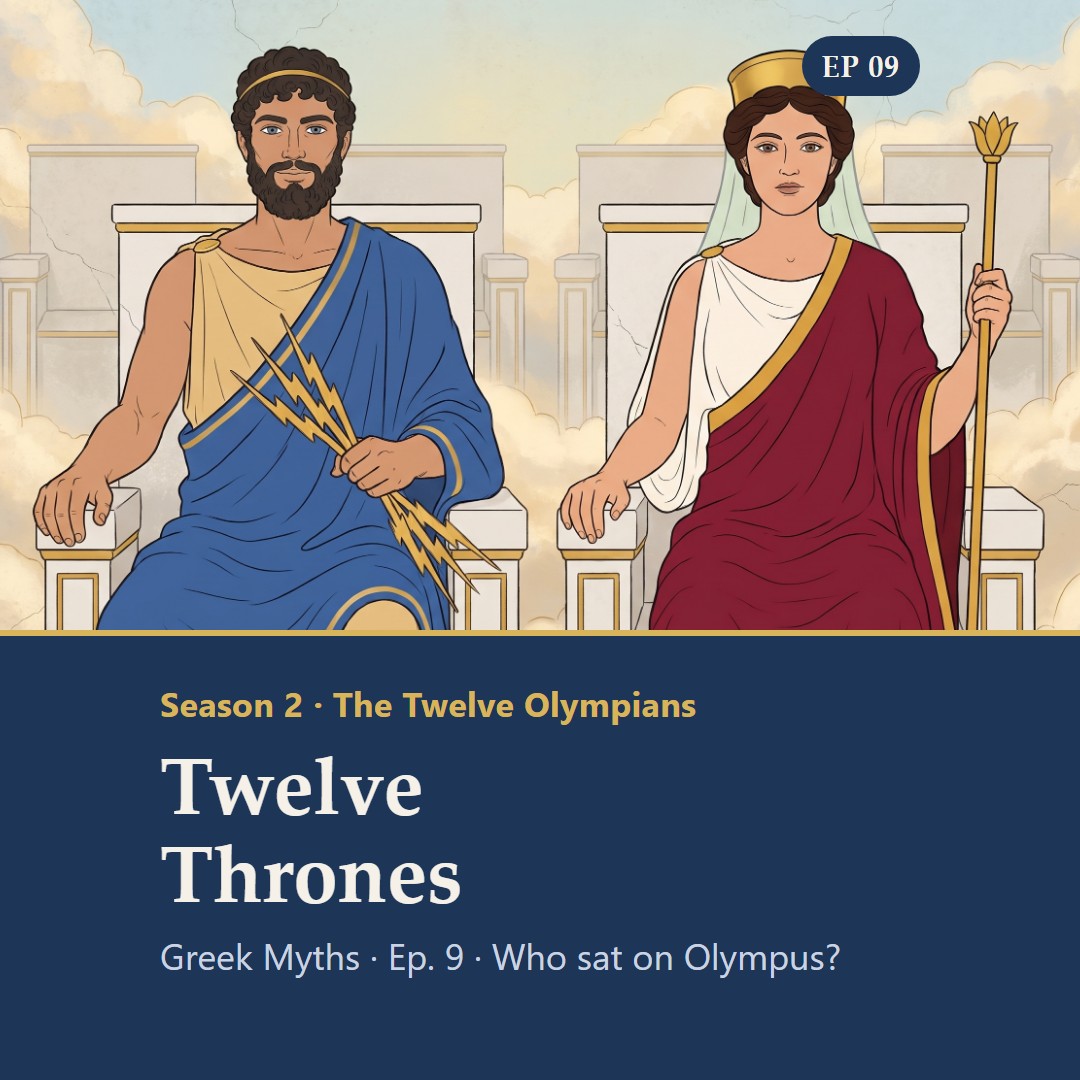 EP 09
Season 2 · The Twelve Olympians
Twelve
Thrones
Greek Myths · Ep. 9 · Who sat on Olympus?